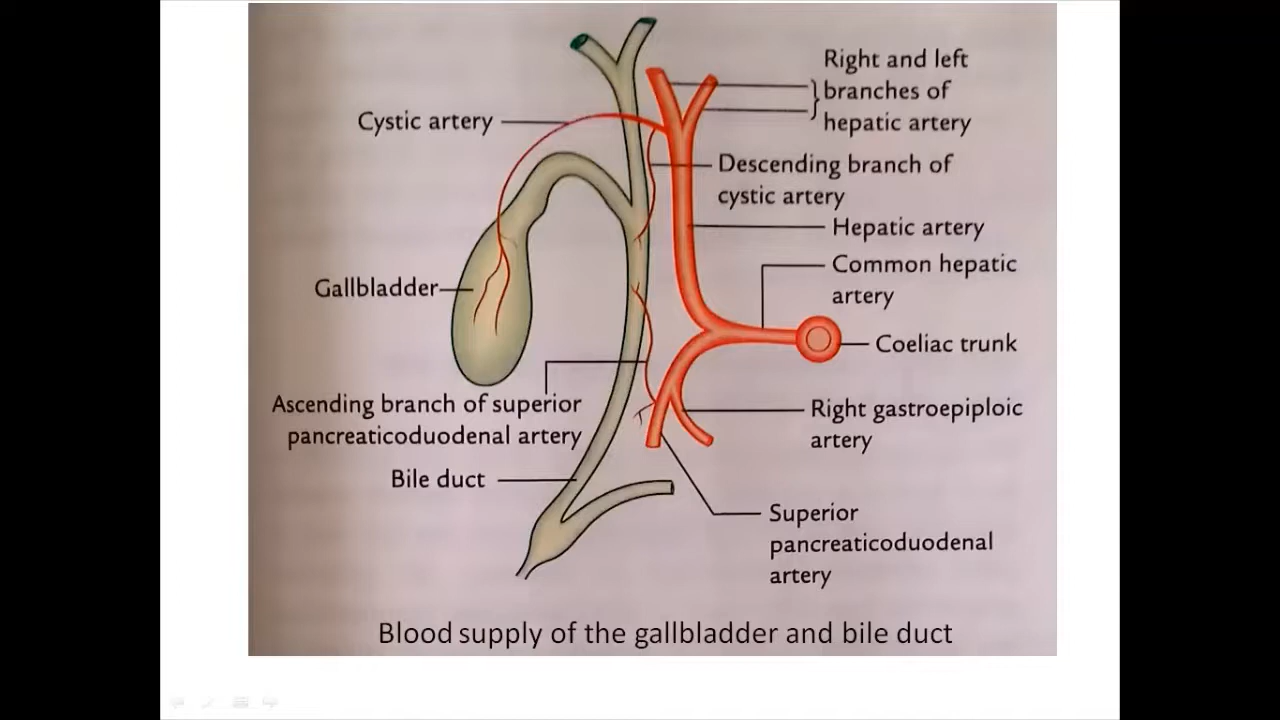 Right and left
branches of
hepatic artery
Cystic artery
Descending branch of
cystic artery
Hepatic artery
Common hepatic
artery
Gallbladder
Coeliac trunk
Ascending branch of superior
pancreaticoduodenal artery
Right gastroepiploic
artery
Bile duct
Superior
pancreaticoduodenal
artery
Blood supply of the gallbladder and bile duct